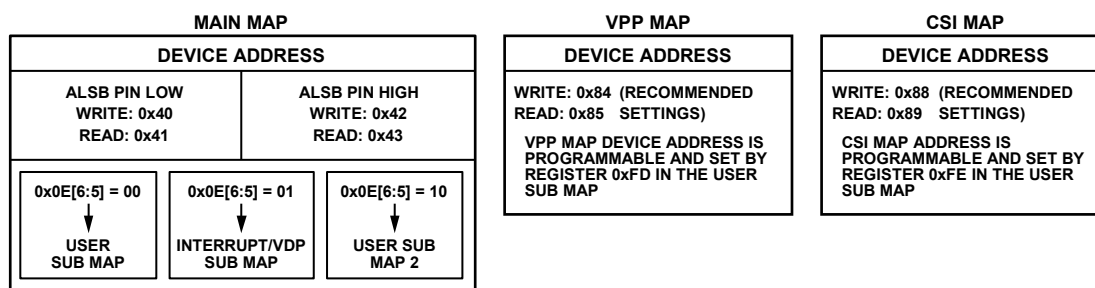 MAIN MAP
DEVICE ADDRESS
ALSB PIN LOW
WRITE: 0x40
READ: 0x41
ALSB PIN HIGH
WRITE: 0x42
READ: 0x43
0x0E[6:5] = 00
USER
SUB MAP
0x0E[6:5] = 01
INTERRUPT/VDP
SUB MAP
0x0E[6:5] = 10
USER SUB
MAP 2
VPP MAP
DEVICE ADDRESS
WRITE: 0x84 (RECOMMENDED
READ: 0x85 SETTINGS)
VPP MAP DEVICE ADDRESS IS
PROGRAMMABLE AND SET BY
REGISTER 0xFD IN THE USER
SUB MAP
CSI MAP
DEVICE ADDRESS
WRITE: 0x88 (RECOMMENDED
READ: 0x89 SETTINGS)
CSI MAP ADDRESS IS
PROGRAMMABLE AND SET BY
REGISTER 0xFE IN THE USER
SUB MAP